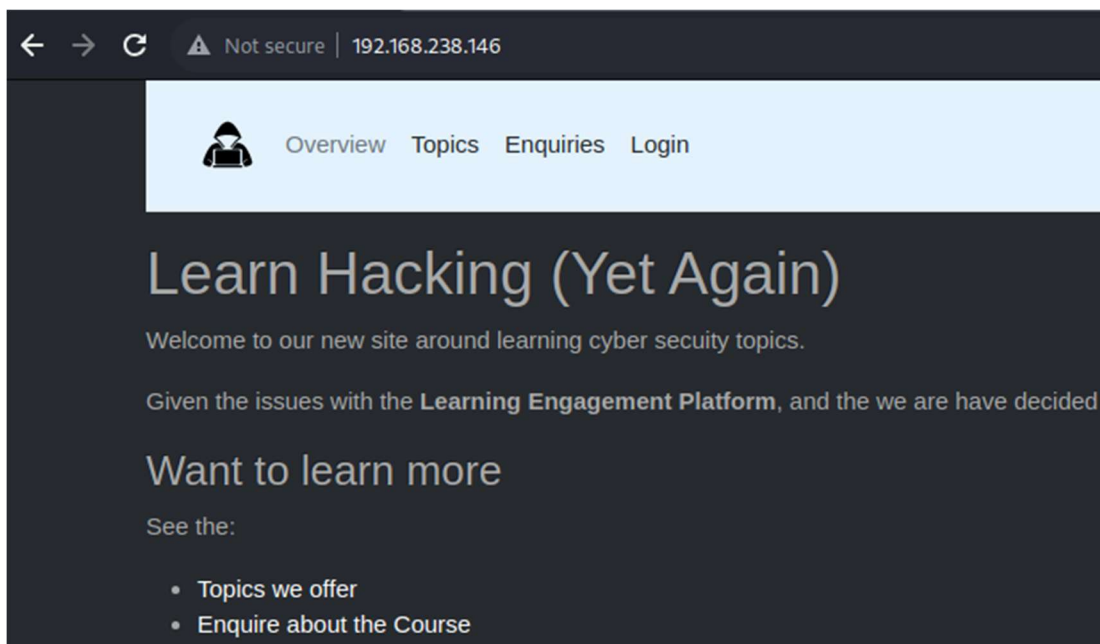 Not secure 192.168.238.146
Overview Topics Enquiries Login
Learn Hacking (Yet Again)
Welcome to our new site around learning cyber secuity topics.
Given the issues with the Learning Engagement Platform, and the we are have decided
Want to learn more
See the:
Topics we offer
Enquire about the Course